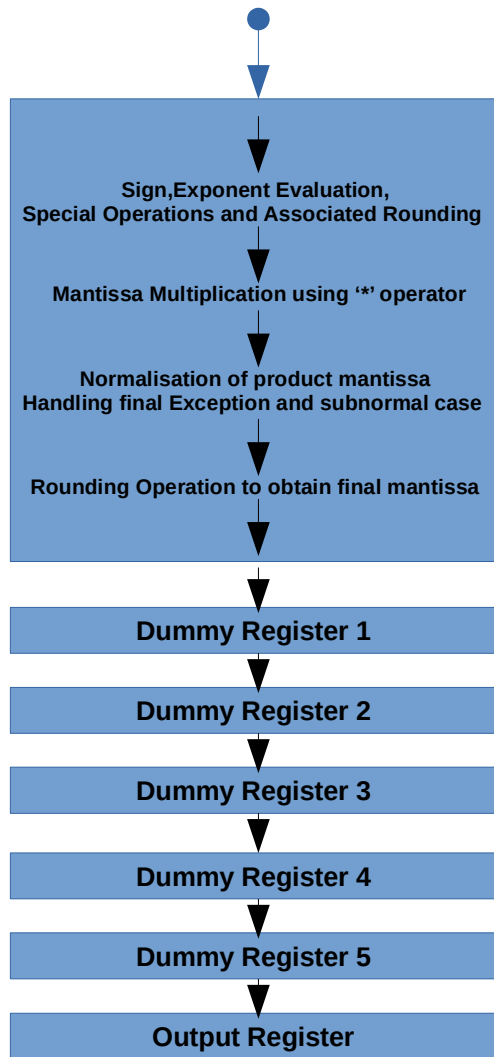 Sign,Exponent Evaluation,
Special Operations and Associated Rounding
Mantissa Multiplication using ‘*’ operator
Normalisation of product mantissa
Handling final Exception and subnormal case
Rounding Operation to obtain final mantissa
Dummy Register 1
Dummy Register 2
Dummy Register 3
Dummy Register 4
Dummy Register 5
Output Register